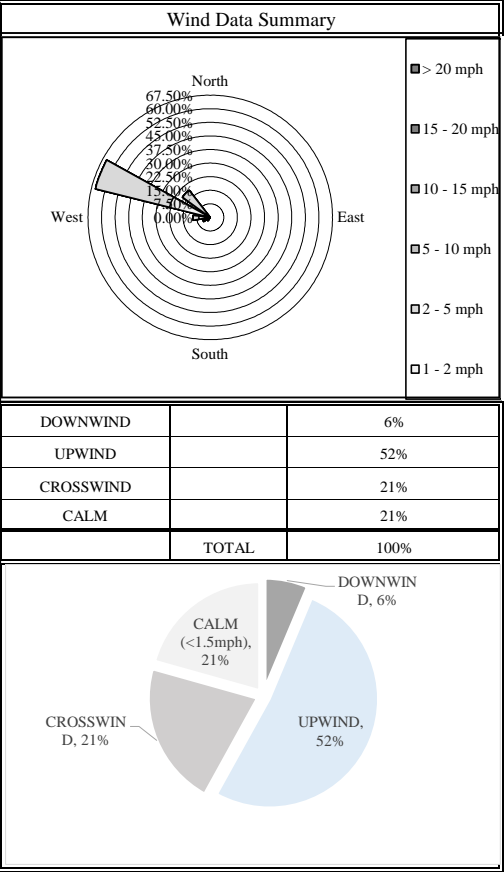 Wind Data Summary
North
67.50%
60.00%
52.50%
45.00%
37.50%
30.00%
22.50%
15.00%
7.50%
0.00%
West
East
South
> 20 mph
15 - 20 mph
10 - 15 mph
5 - 10 mph
2 - 5 mph
1 - 2 mph
DOWNWIND 6%
UPWIND 52%
CROSSWIND 21%
CALM 21%
TOTAL 100%
DOWNWIN
D, 6%
CALM
(<1.5mph),
21%
CROSSWIN
D, 21%
UPWIND,
52%